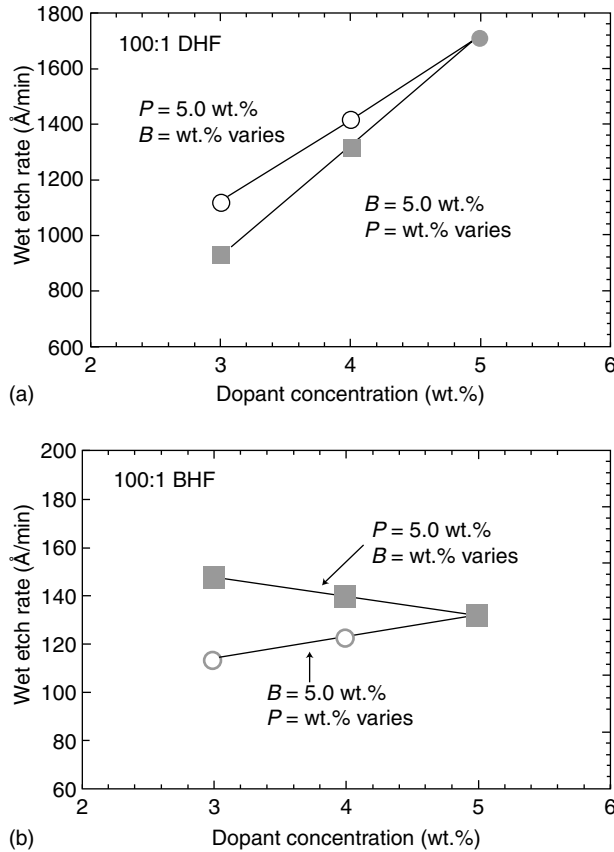 1800
1600
1400
1200
1000
800
600
Wet etch rate (Å/min)
100:1 DHF
P = 5.0 wt.%
B = wt.% varies
B = 5.0 wt.%
P = wt.% varies
2 3 4 5 6
(a) Dopant concentration (wt.%)
200
180
160
140
120
100
80
60
Wet etch rate (Å/min)
100:1 BHF
P = 5.0 wt.%
B = wt.% varies
B = 5.0 wt.%
P = wt.% varies
2 3 4 5 6
(b) Dopant concentration (wt.%)